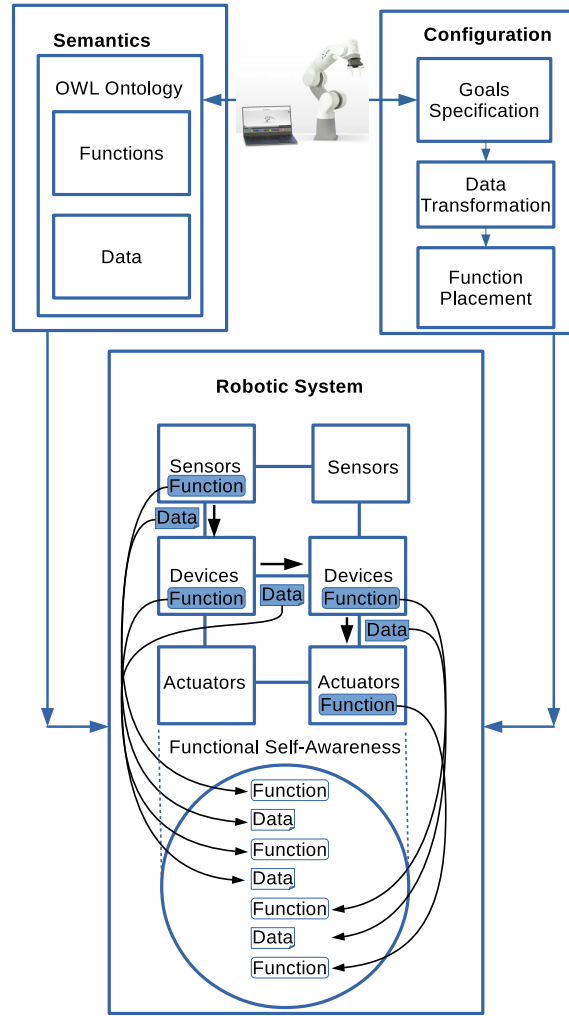 Semantics
OWL Ontology
Functions
Data
Configuration
Goals
Specification
Data
Transformation
Function
Placement
Robotic System
Sensors
Function
Sensors
Data
Devices
Function
Data
Devices
Function
Data
Actuators
Actuators
Function
Functional Self-Awareness
Function
Data
Function
Data
Function
Data
Function